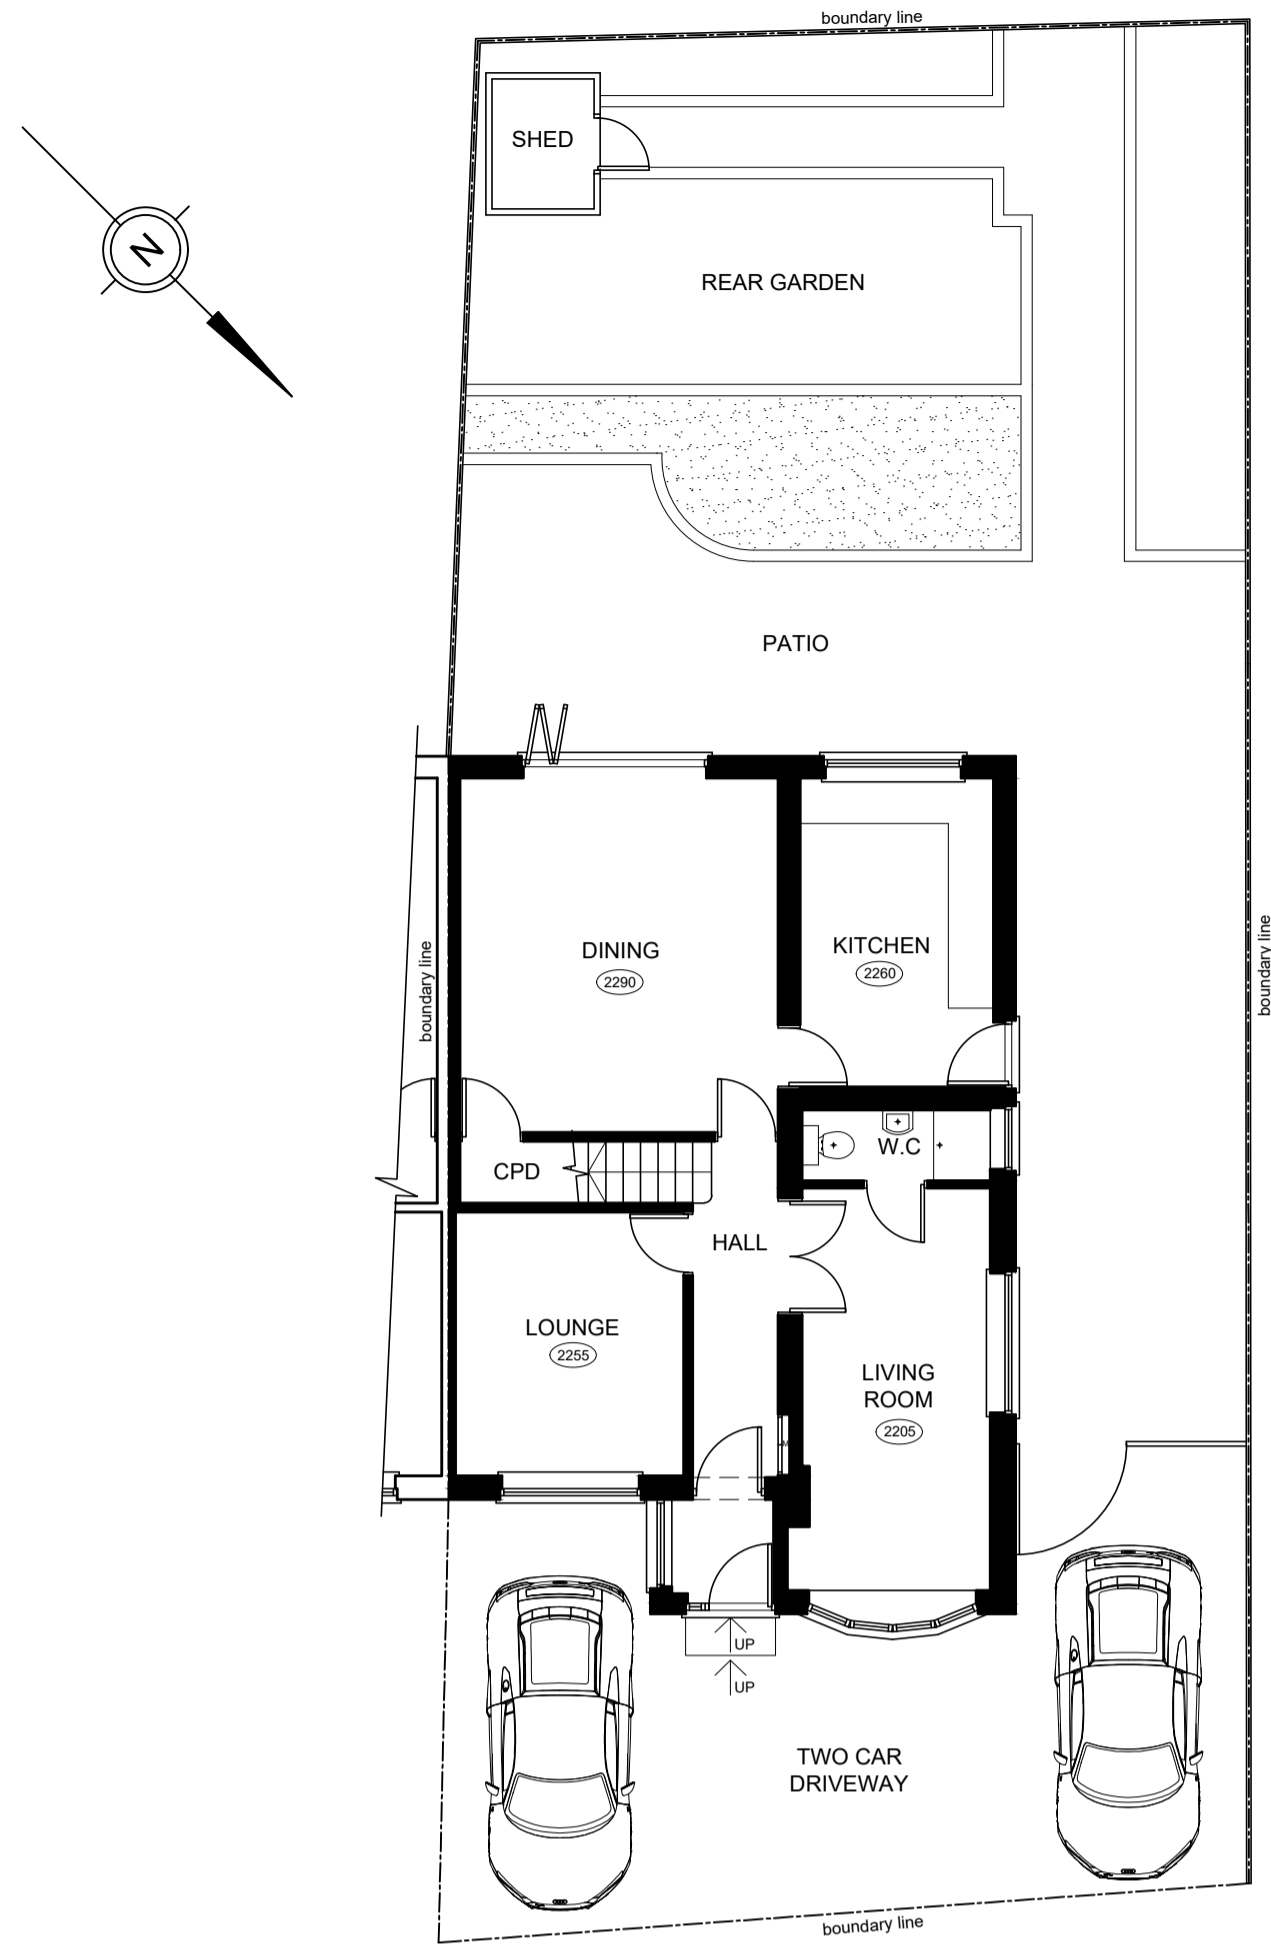 boundary line
SHED
N
REAR GARDEN
PATIO
boundary line
boundary line
DINING
2290
KITCHEN
2260
CPD
W.C
HALL
LOUNGE
2255
LIVING
ROOM
2205
M
UP
UP
TWO CAR
DRIVEWAY
boundary line